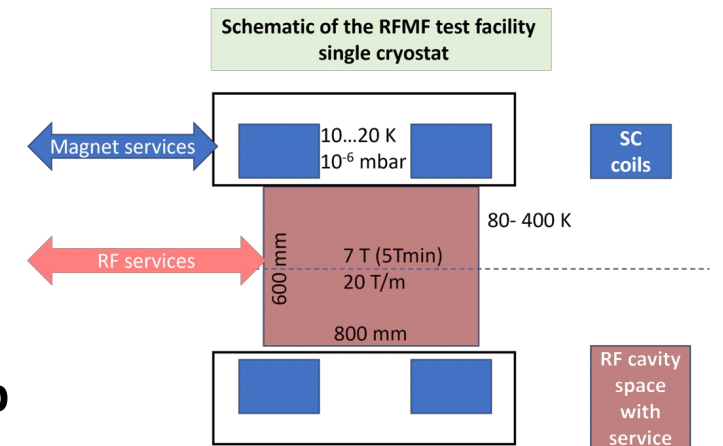 Schematic of the RFMF test facility
single cryostat
Magnet services
10...20 K
10-6 mbar
SC
coils
80- 400 K
RF services
600 mm
7 T (5Tmin)
20 T/m
800 mm
RF cavity
space
with
service